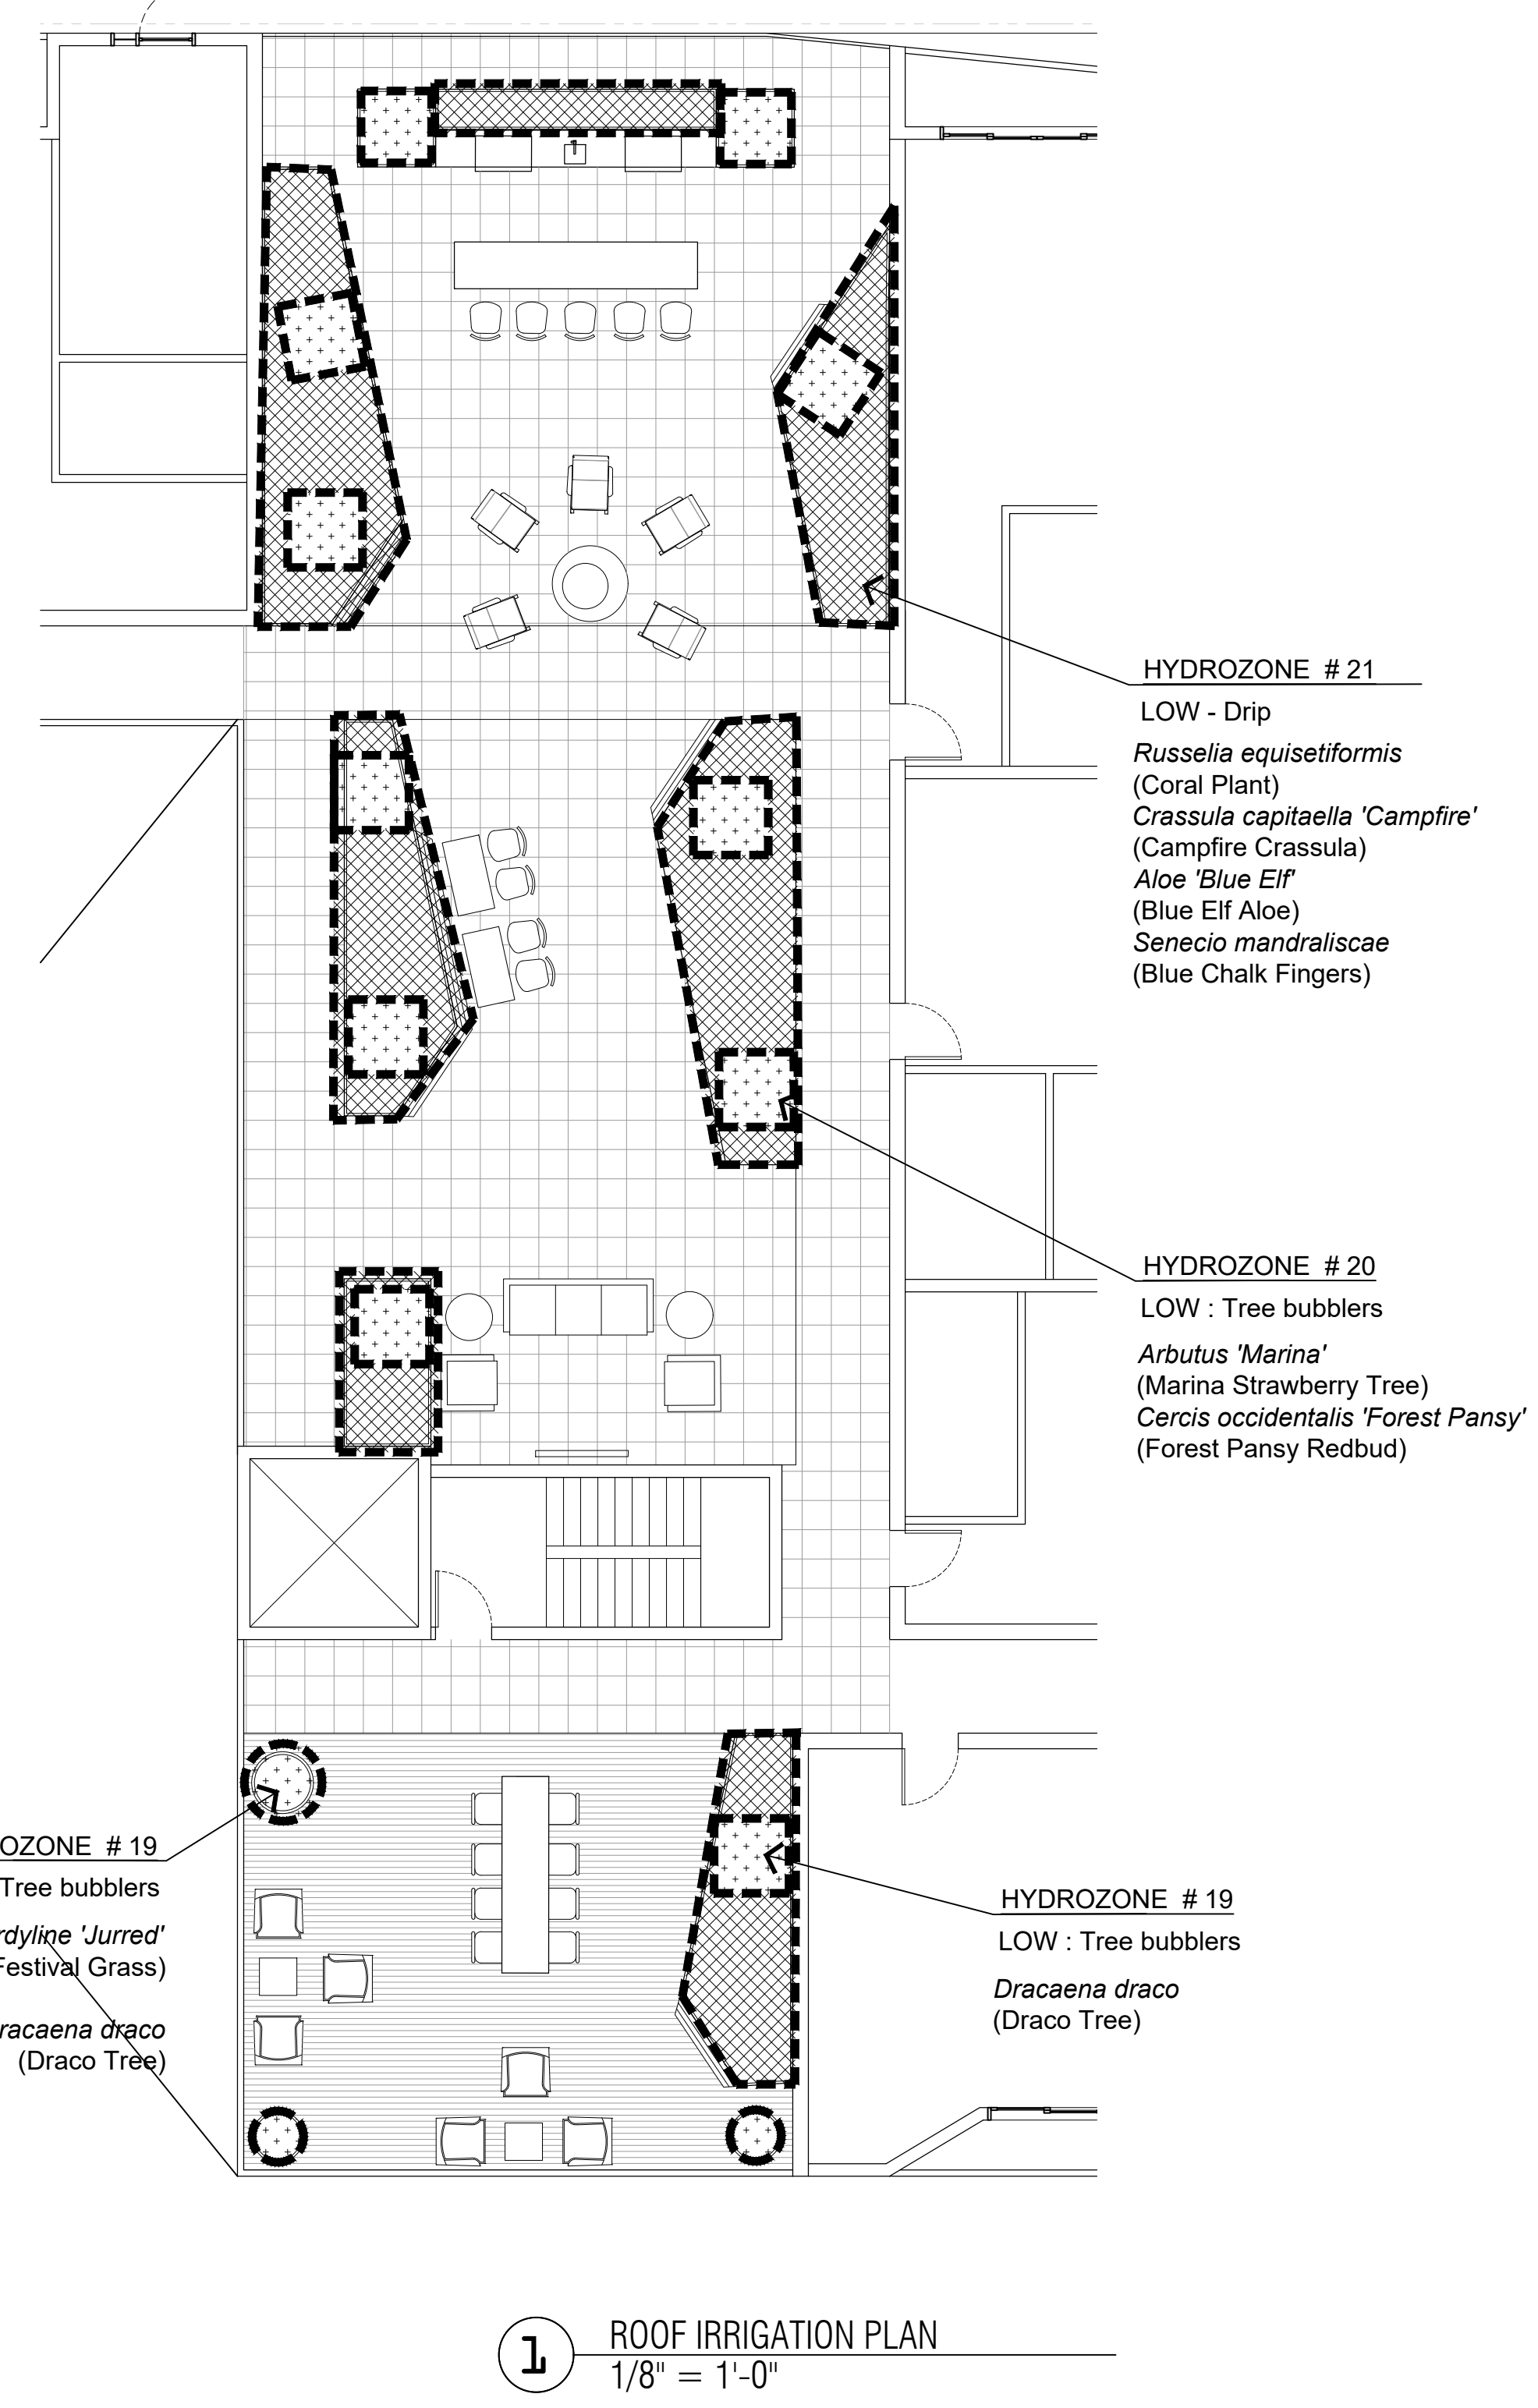 HYDROZONE # 21
LOW - Drip
Russelia equisetiformis
(Coral Plant)
Crassula capitaella 'Campfire'
(Campfire Crassula)
Aloe 'Blue Elf'
(Blue Elf Aloe)
Senecio mandraliscae
(Blue Chalk Fingers)
HYDROZONE # 20
LOW : Tree bubblers
Arbutus 'Marina'
(Marina Strawberry Tree)
Cercis occidentalis 'Forest Pansy'
(Forest Pansy Redbud)
OZONE # 19
Tree bubblers
rdyline 'Jurred'
Festival Grass)
racaena draco
(Draco Tree)
HYDROZONE # 19
LOW : Tree bubblers
Dracaena draco
(Draco Tree)
1 ROOF IRRIGATION PLAN
1/8" = 1'-0"